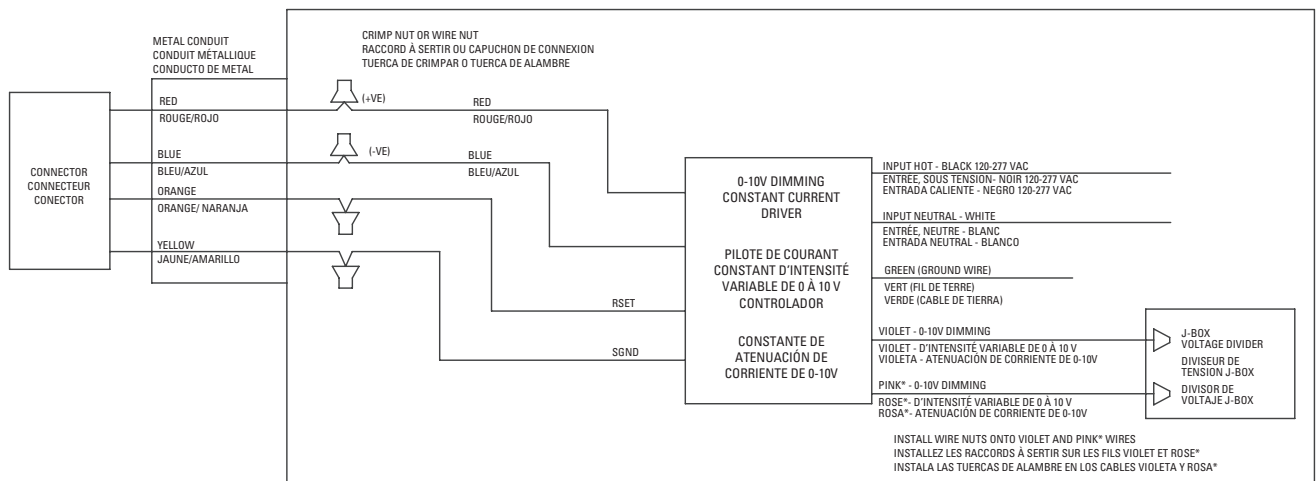 METAL CONDUIT
CONDUIT MÉTALLIQUE
CONDUCTO DE METAL
CRIMP NUT OR WIRE NUT
RACCORD À SERTIR OU CAPUCHON DE CONNEXION
TUERCA DE CRIMPAR O TUERCA DE ALAMBRE
CONNECTOR
CONNECTEUR
CONECTOR
RED
ROUGE/ROJO
(+VE)
RED
ROUGE/ROJO
BLUE
BLEU/AZUL
(-VE)
BLUE
BLEU/AZUL
ORANGE
ORANGE/ NARANJA
YELLOW
JAUNE/AMARILLO
RSET
SGND
0-10V DIMMING
CONSTANT CURRENT
DRIVER
PILOTE DE COURANT
CONSTANT D'INTENSITÉ
VARIABLE DE 0 À 10 V
CONTROLADOR
CONSTANTE DE
ATENUACIÓN DE
CORRIENTE DE 0-10V
INPUT HOT - BLACK 120-277 VAC
ENTRÉE, SOUS TENSION- NOIR 120-277 VAC
ENTRADA CALIENTE - NEGRO 120-277 VAC
INPUT NEUTRAL - WHITE
ENTRÉE, NEUTRE - BLANC
ENTRADA NEUTRAL - BLANCO
GREEN (GROUND WIRE)
VERT (FIL DE TERRE)
VERDE (CABLE DE TIERRA)
VIOLET - 0-10V DIMMING
VIOLET - D'INTENSITÉ VARIABLE DE 0 À 10 V
VIOLETA - ATENUACIÓN DE CORRIENTE DE 0-10V
PINK* - 0-10V DIMMING
ROSE*- D'INTENSITÉ VARIABLE DE 0 À 10 V
ROSA*- ATENUACIÓN DE CORRIENTE DE 0-10V
J-BOX
VOLTAGE DIVIDER
DIVISEUR DE
TENSION J-BOX
DIVISOR DE
VOLTAJE J-BOX
INSTALL WIRE NUTS ONTO VIOLET AND PINK* WIRES
INSTALLEZ LES RACCORDS À SERTIR SUR LES FILS VIOLET ET ROSE*
INSTALA LAS TUERCAS DE ALAMBRE EN LOS CABLES VIOLETA Y ROSA*